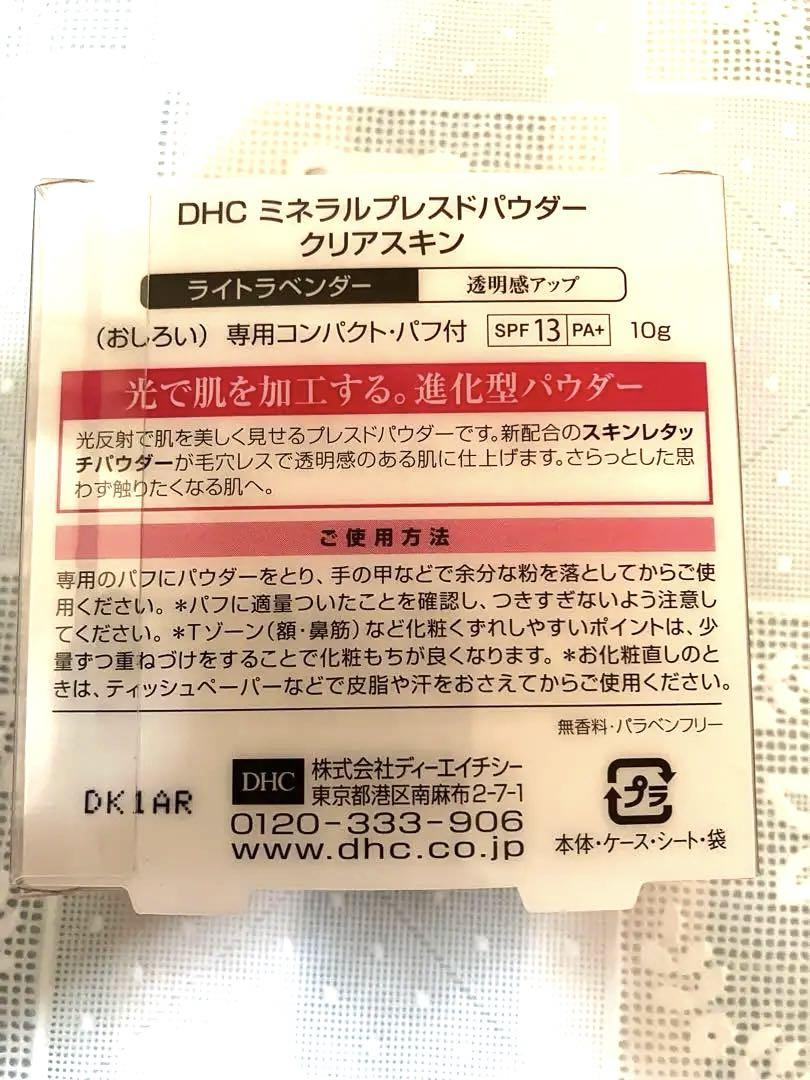 DHC ミネラルプレスドパウダー
クリアスキン
ライトラベンダー 透明感アップ
（おしろい） 専用コンパクト・パフ付 SPF 13 PA+ 10g
光で肌を加工する。進化型パウダー
光反射で肌を美しく見せるプレスドパウダーです。新配合のスキンレタッ
チパウダーが毛穴レスで透明感のある肌に仕上げます。さらっとした思
わず触りたくなる肌へ。
ご使用方法
専用のパフにパウダーをとり、手の甲などで余分な粉を落としてからご使
用ください。＊パフに適量ついたことを確認し、つきすぎないよう注意し
てください。＊Tゾーン（額・鼻筋）など化粧くずれしやすいポイントは、少
量ずつ重ねづけをすることで化粧もちが良くなります。＊お化粧直しのと
きは、ティッシュペーパーなどで皮脂や汗をおさえてからご使用ください。
無香料・パラベンフリー
DK1AR
DHC 株式会社ディーエイチシー
東京都港区南麻布2-7-1
0120-333-906
www.dhc.co.jp
プラ
本体・ケース・シート・袋